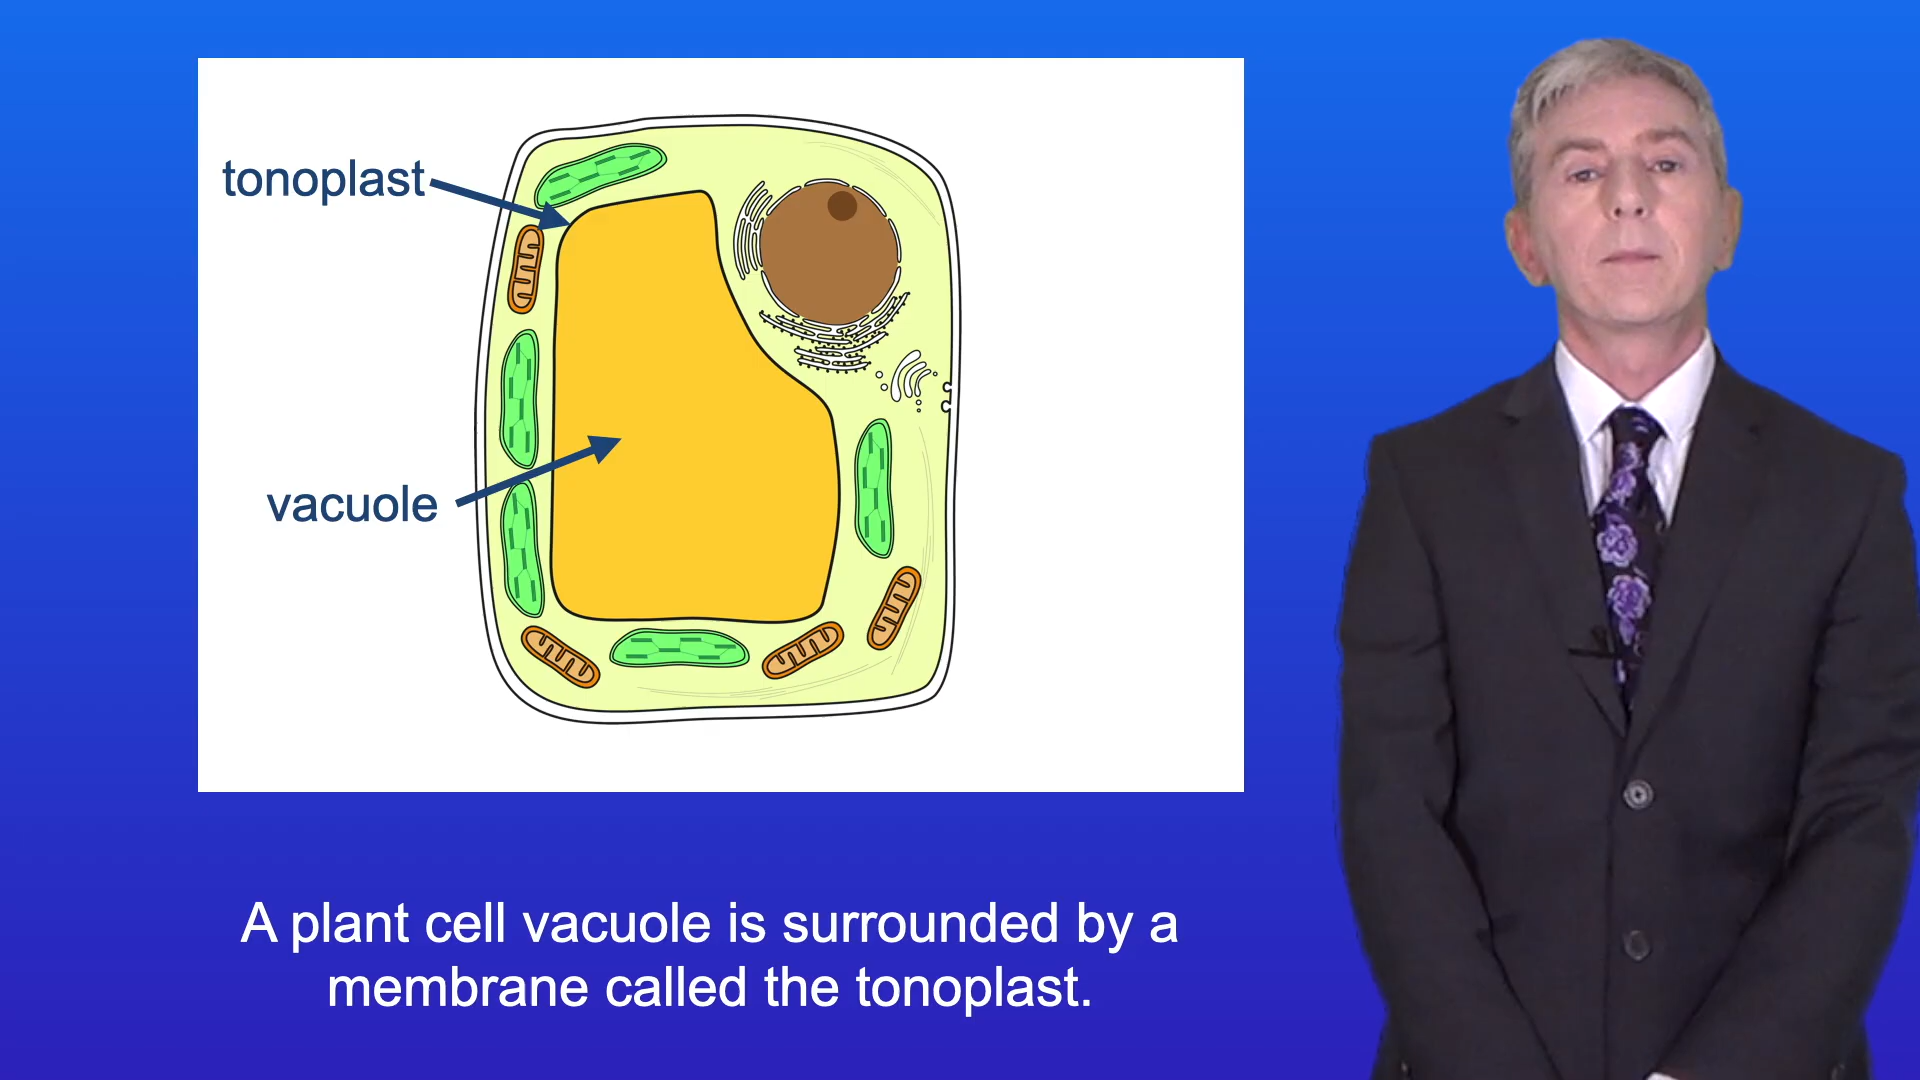 tonoplast
vacuole
A plant cell vacuole is surrounded by a
membrane called the tonoplast.